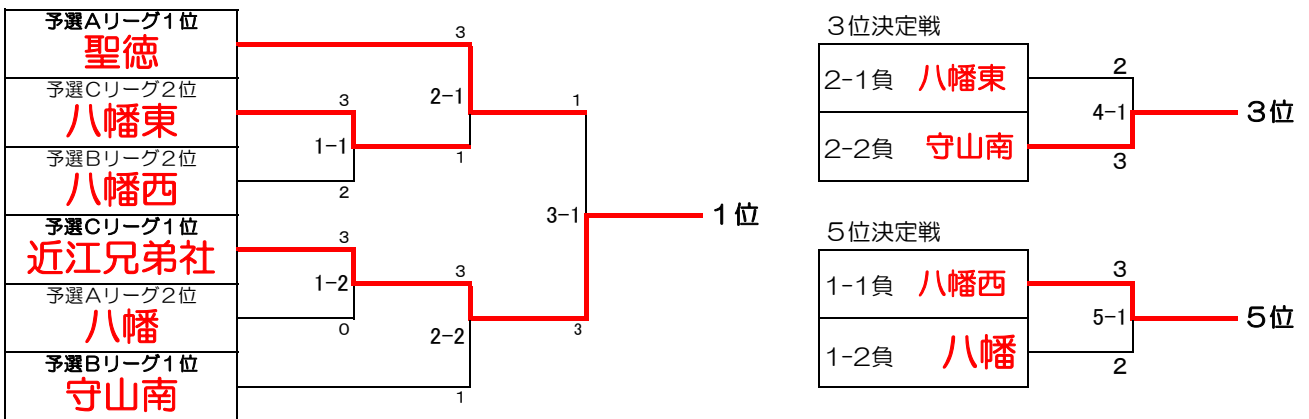 予選Aリーグ1位
聖徳
予選Cリーグ2位
八幡東
予選Bリーグ2位
八幡西
予選Cリーグ1位
近江兄弟社
予選Aリーグ2位
八幡
予選Bリーグ1位
守山南
3
2-1
1
3
1-1
2
3
1-2
0
3
2-2
1
1
3-1
3
1位
3位決定戦
2-1負 八幡東
2-2負 守山南
2
4-1
3
3位
5位決定戦
1-1負 八幡西
1-2負 八幡
3
5-1
2
5位